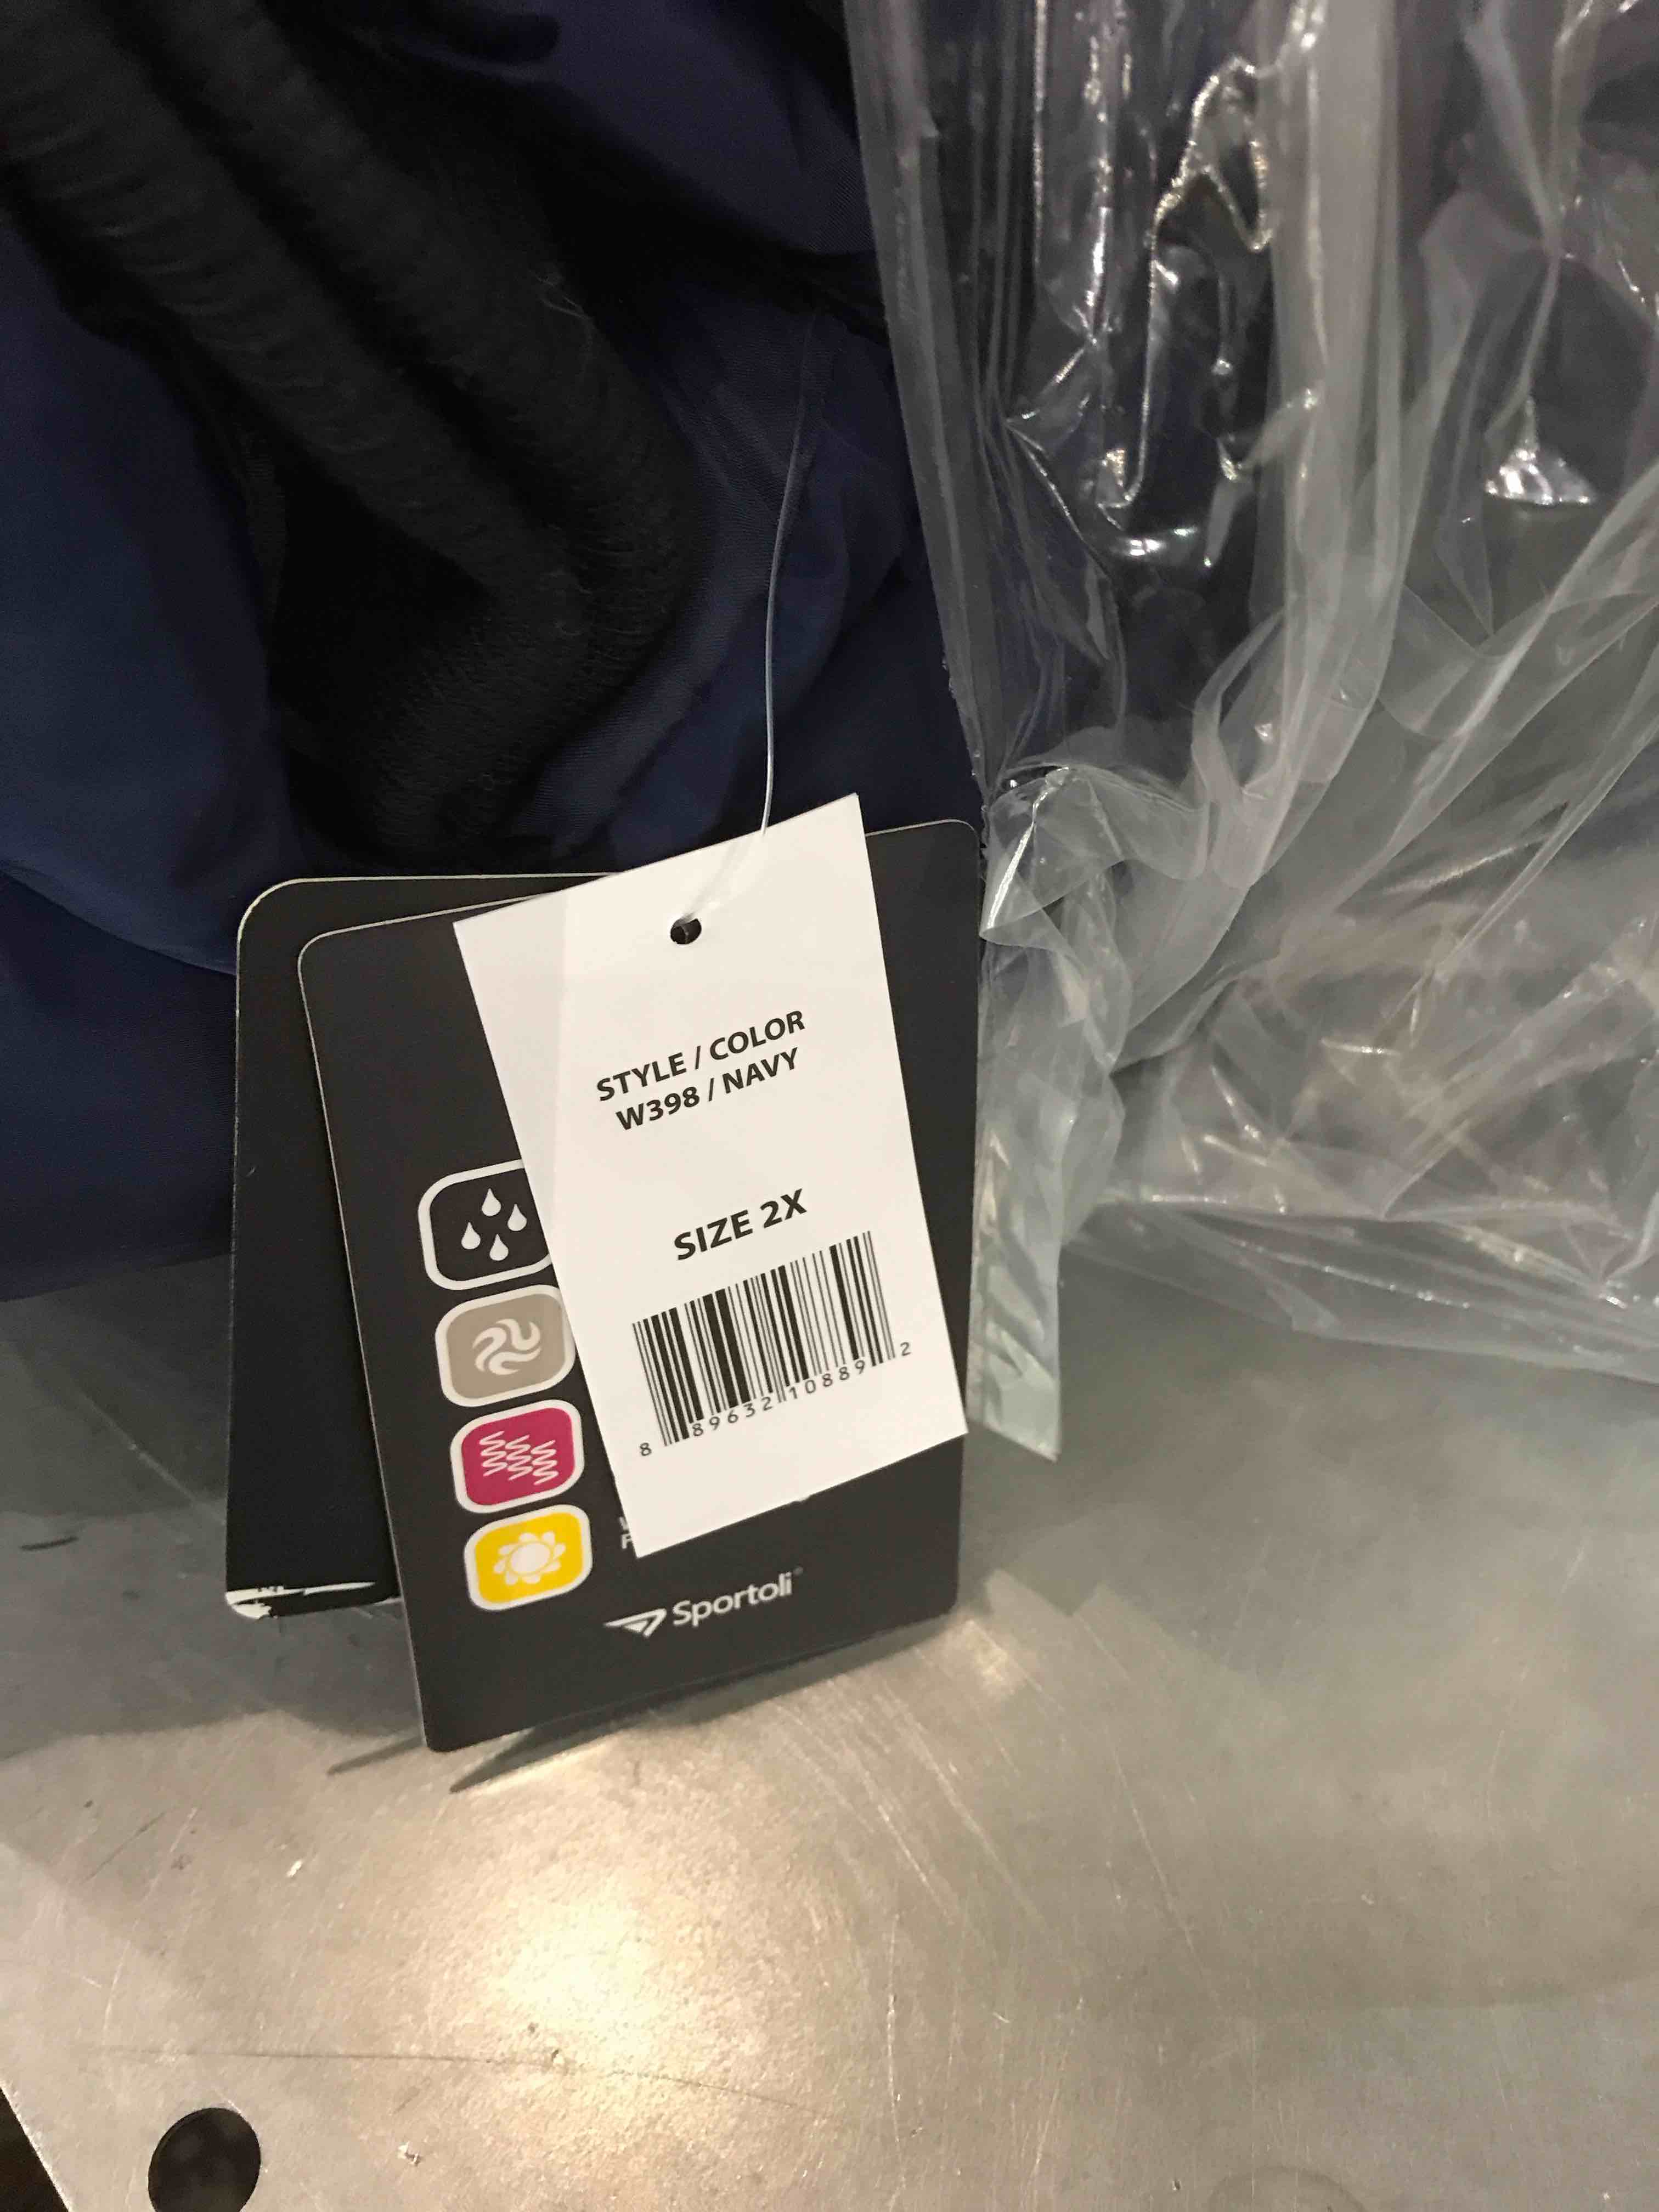 STYLE / COLOR
W398 / NAVY
SIZE 2X
8 89632 10889 2
Sportoli